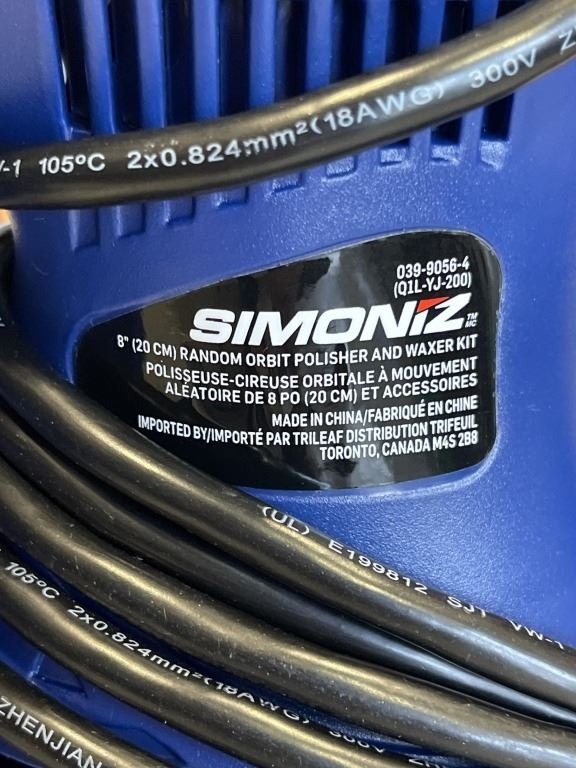 -1 105°C 2x0.824mm²(18AWG) 300V
039-9056-4
(Q1L-YJ-200)
SIMONIZ TM MC
8" (20 CM) RANDOM ORBIT POLISHER AND WAXER KIT
POLISSEUSE-CIREUSE ORBITALE À MOUVEMENT
ALÉATOIRE DE 8 PO (20 CM) ET ACCESSOIRES
MADE IN CHINA/FABRIQUÉ EN CHINE
IMPORTED BY/IMPORTÉ PAR TRILEAF DISTRIBUTION TRIFEUIL
TORONTO, CANADA M4S 2B8
(UL) E199812 SJT VW-1
105°C 2x0.824mm²(18AWG) 300V
ZHENJIAN